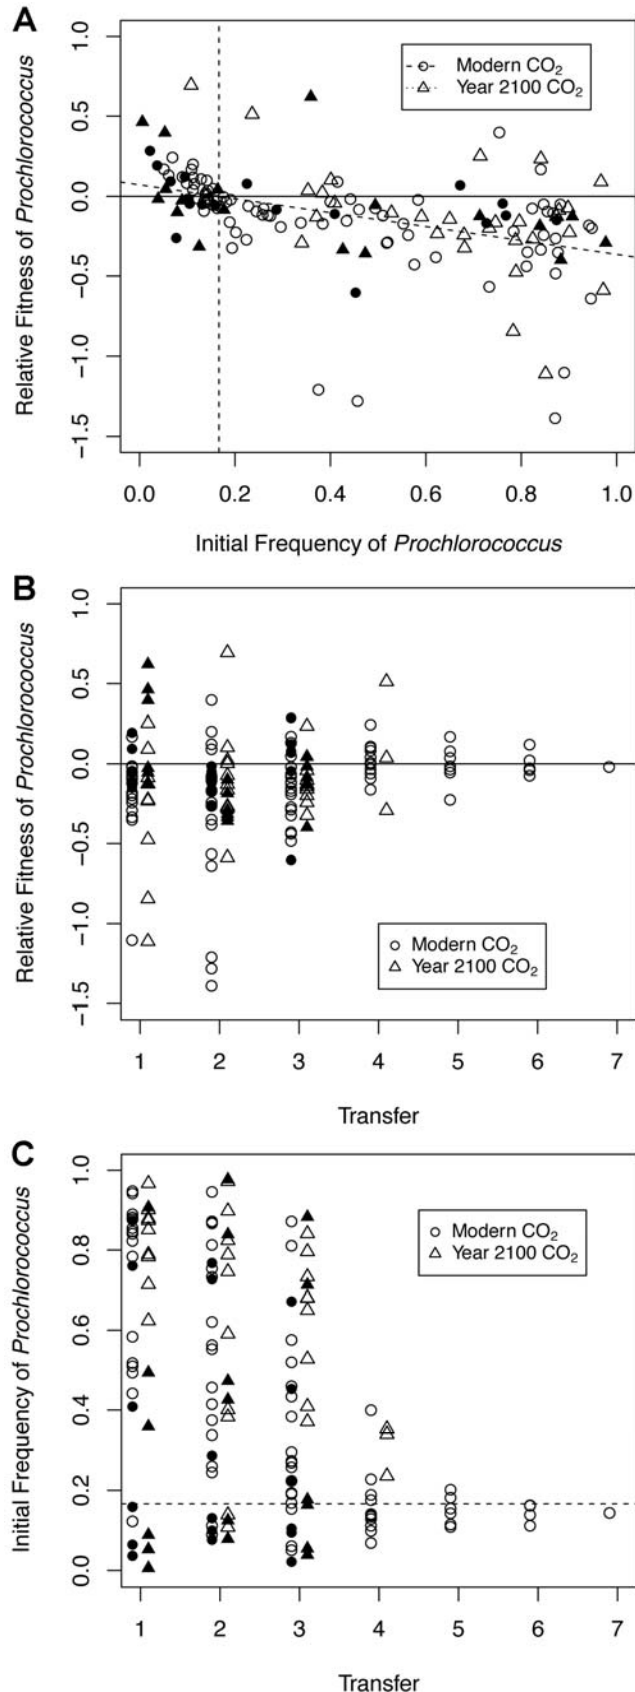 A
1.0
0.5
0.0
−0.5
−1.0
−1.5
Relative Fitness of Prochlorococcus
Modern CO₂
Year 2100 CO₂
0.0 0.2 0.4 0.6 0.8 1.0
Initial Frequency of Prochlorococcus
B
1.0
0.5
0.0
−0.5
−1.0
−1.5
Relative Fitness of Prochlorococcus
Modern CO₂
Year 2100 CO₂
1 2 3 4 5 6 7
Transfer
C
1.0
0.8
0.6
0.4
0.2
0.0
Initial Frequency of Prochlorococcus
Modern CO₂
Year 2100 CO₂
1 2 3 4 5 6 7
Transfer